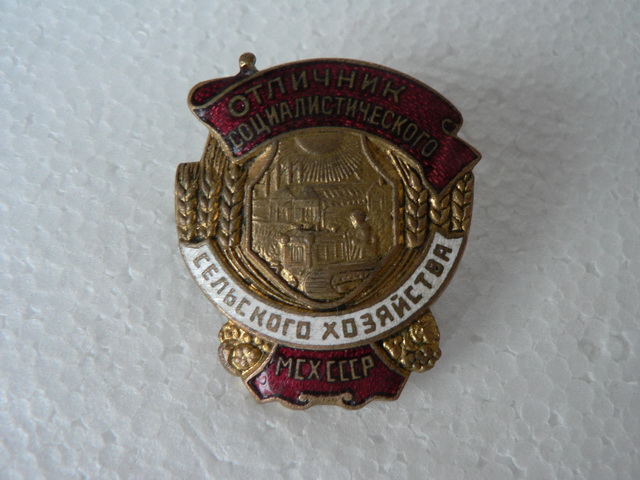 ОТЛИЧНИК
СОЦИАЛИСТИЧЕСКОГО
СЕЛЬСКОГО ХОЗЯЙСТВА
МСХ СССР